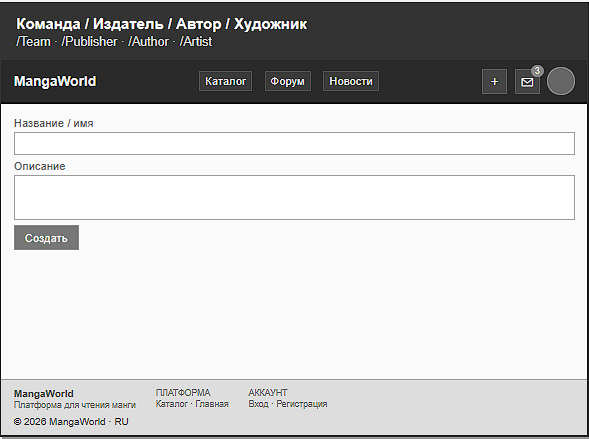 Команда / Издатель / Автор / Художник
/Team · /Publisher · /Author · /Artist
MangaWorld Каталог Форум Новости + 3
Название / имя
Описание
Создать
MangaWorld ПЛАТФОРМА АККАУНТ
Платформа для чтения манги Каталог · Главная Вход · Регистрация
© 2026 MangaWorld · RU